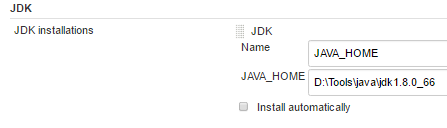 JDK
JDK installations
JDK
Name
JAVA_HOME
JAVA_HOME
D:\Tools\java\jdk1.8.0_66
Install automatically